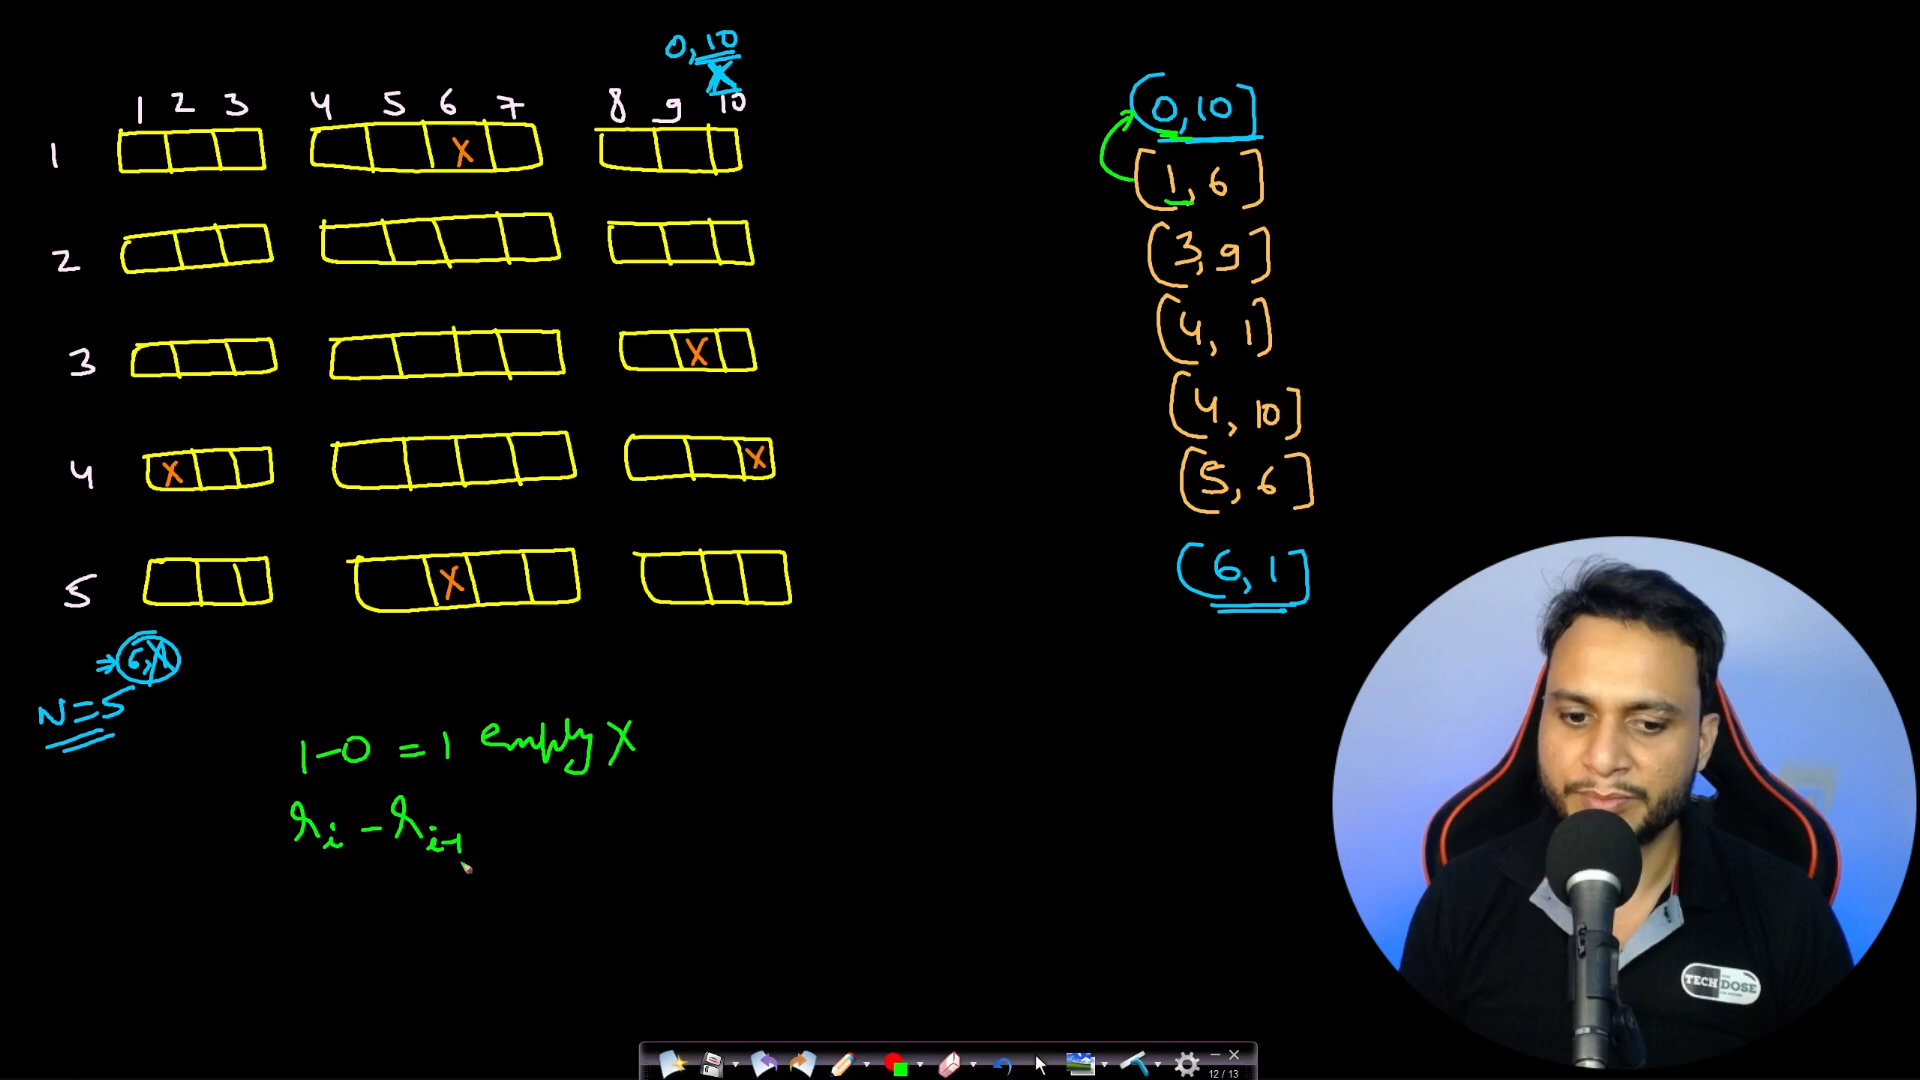 0, 10
X
1 2 3 4 5 6 7 8 9 10
1 X
2
3 X
4 X X
5 X
N=5
1-0 = 1 empty X
r_i - r_{i-1}
(0,10]
[1,6]
(3,9]
(4,1]
(4,10]
(5,6]
(6,1]
TECH DOSE
12 / 13